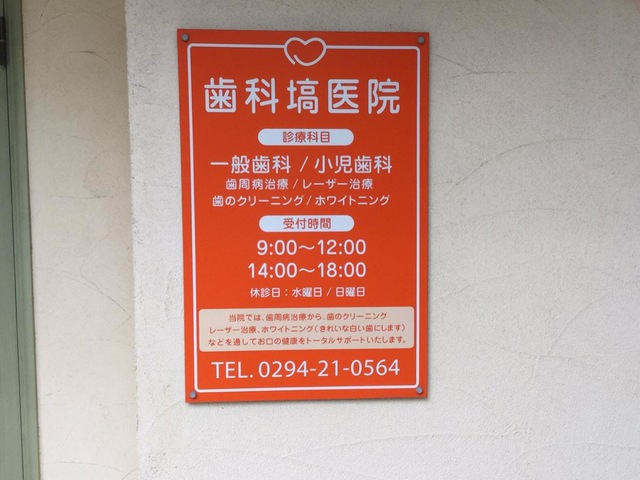 歯科塙医院
診療科目
一般歯科 / 小児歯科
歯周病治療 / レーザー治療
歯のクリーニング / ホワイトニング
受付時間
9:00〜12:00
14:00〜18:00
休診日：水曜日 / 日曜日
当院では、歯周病治療から、歯のクリーニング
レーザー治療、ホワイトニング(きれいな白い歯にします)
などを通してお口の健康をトータルサポートいたします。
TEL. 0294-21-0564